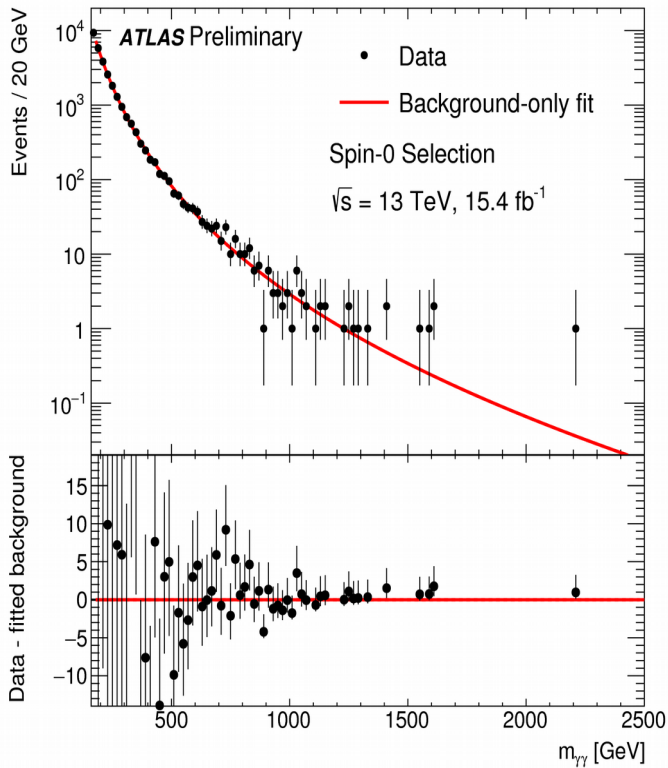 ATLAS Preliminary
Data
Background-only fit
Spin-0 Selection
√s = 13 TeV, 15.4 fb⁻¹
Events / 20 GeV
10⁴
10³
10²
10
1
10⁻¹
Data - fitted background
15
10
5
0
−5
−10
500 1000 1500 2000 2500
mγγ [GeV]